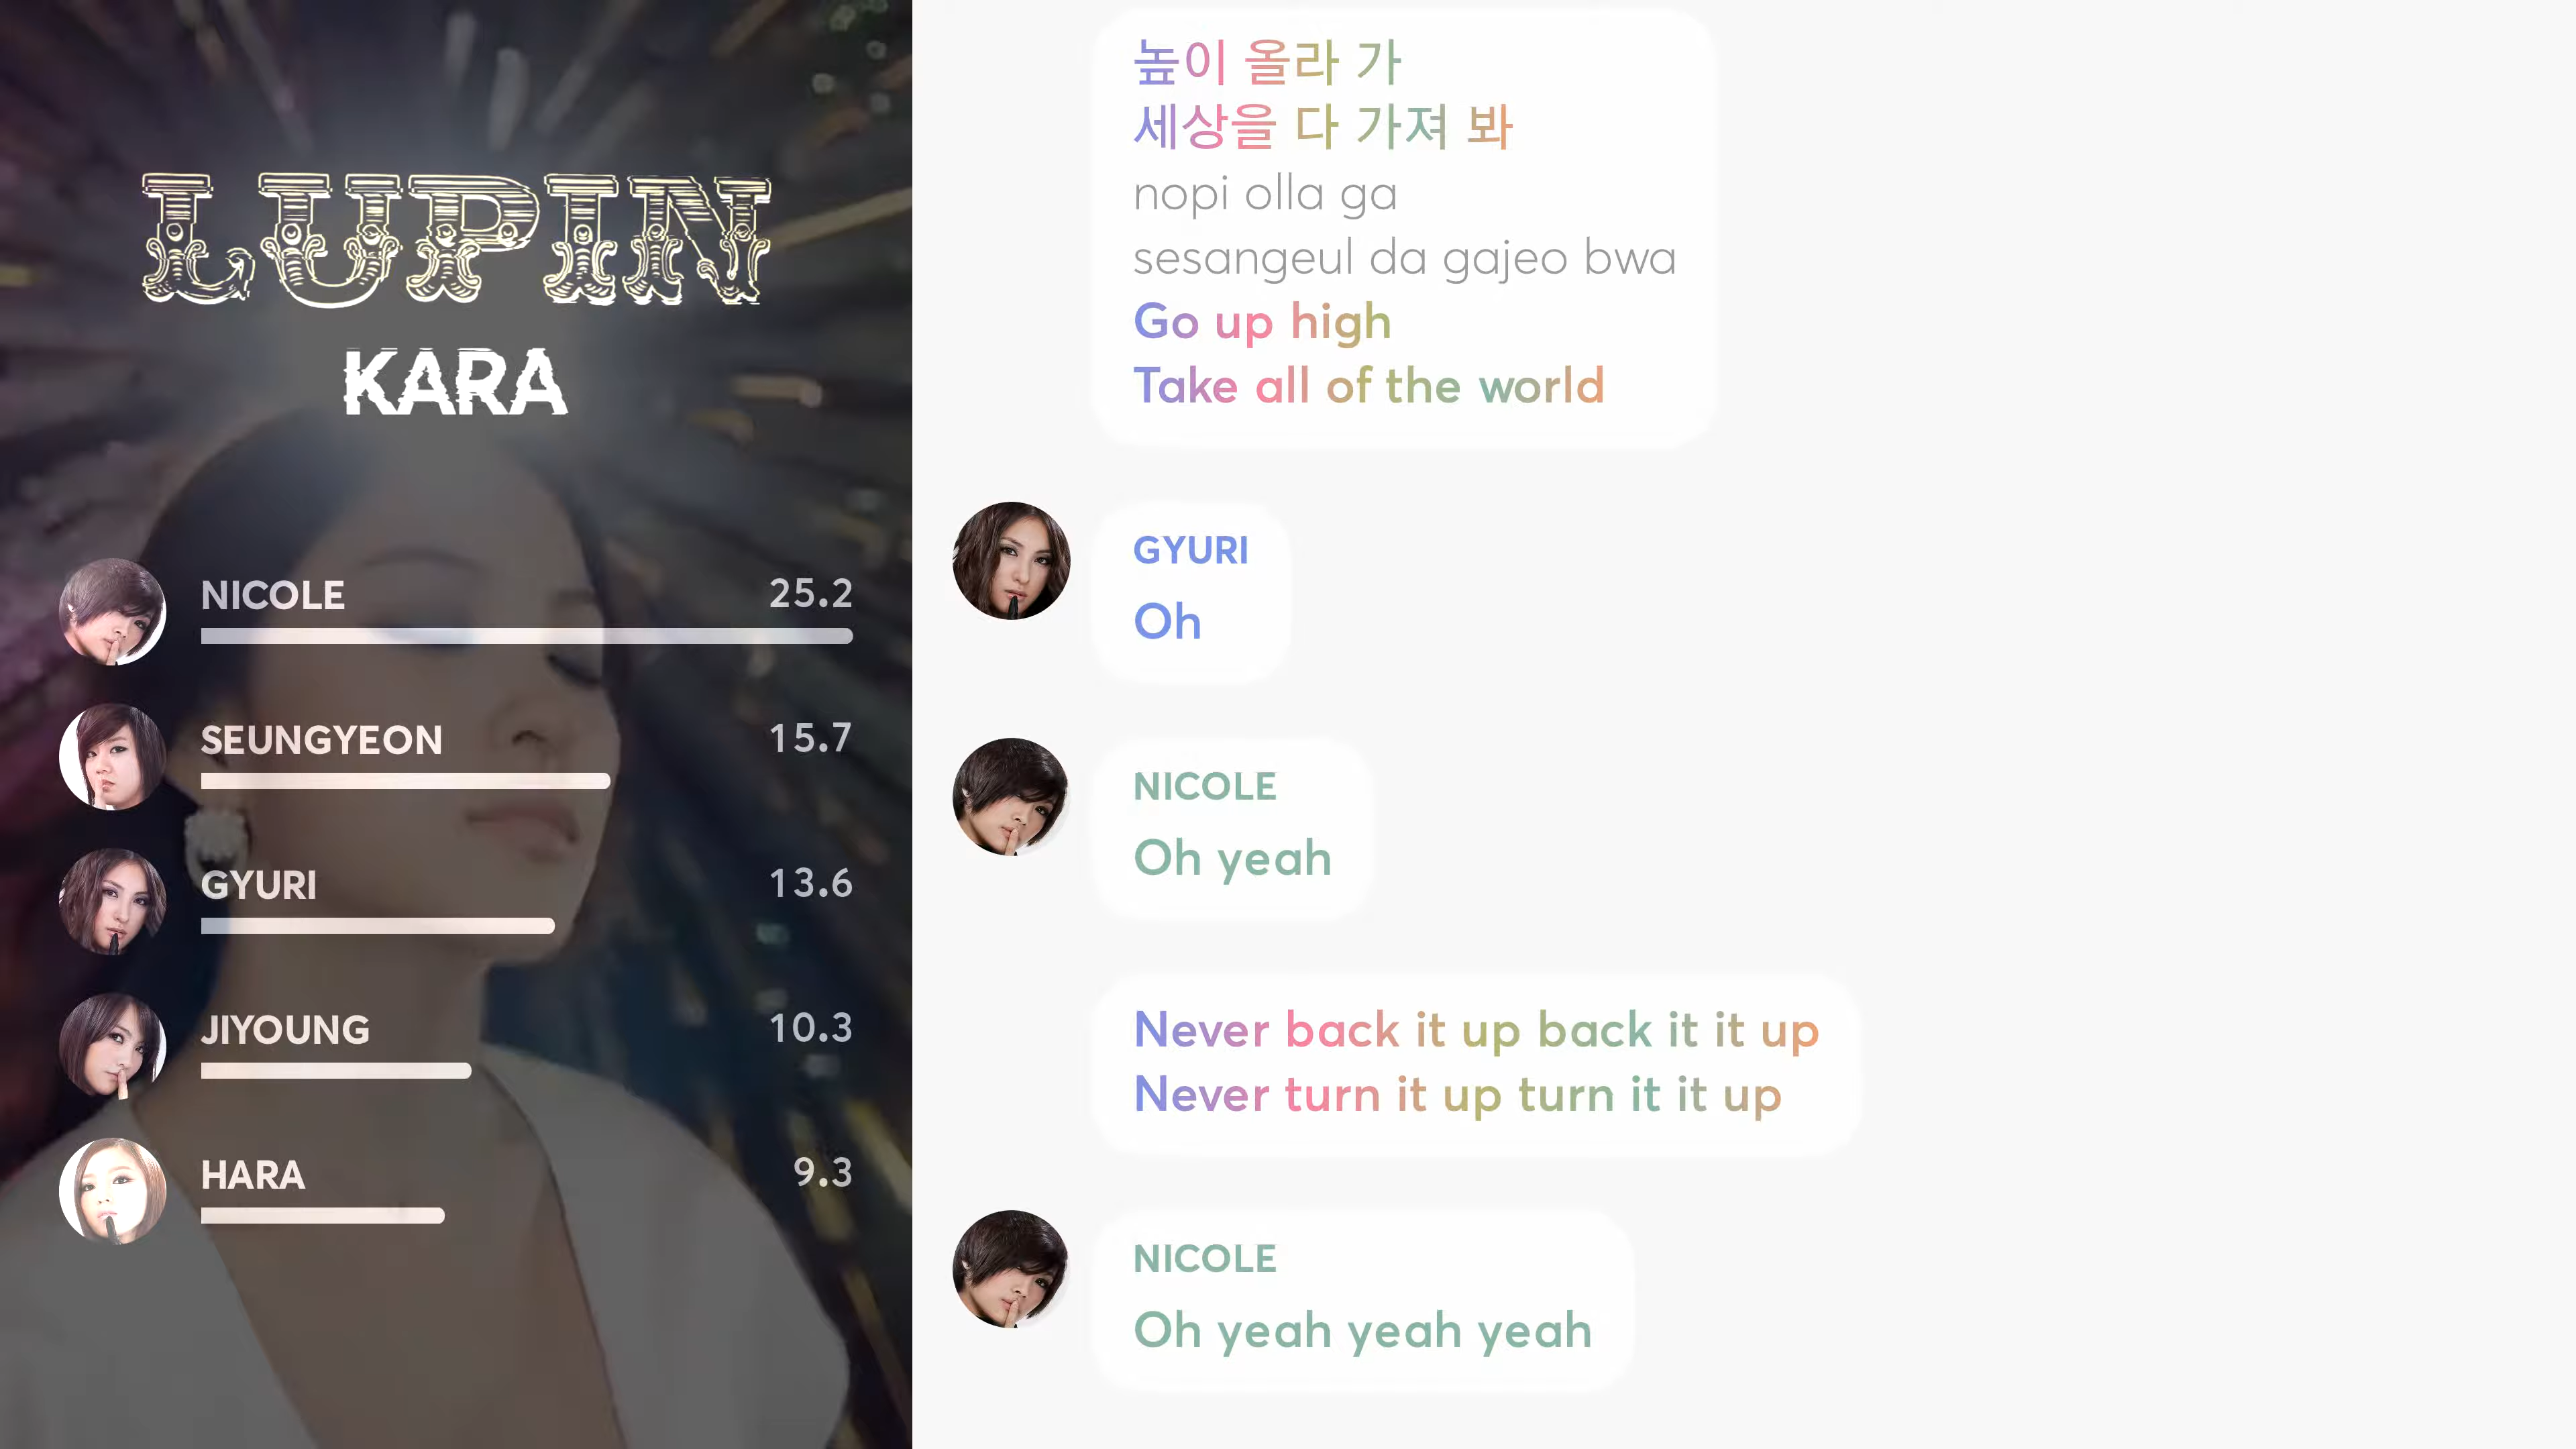 LUPIN
KARA
NICOLE 25.2
SEUNGYEON 15.7
GYURI 13.6
JIYOUNG 10.3
HARA 9.3
높이 올라 가
세상을 다 가져 봐
nopi olla ga
sesangeul da gajeo bwa
Go up high
Take all of the world
GYURI
Oh
NICOLE
Oh yeah
Never back it up back it it up
Never turn it up turn it it up
NICOLE
Oh yeah yeah yeah